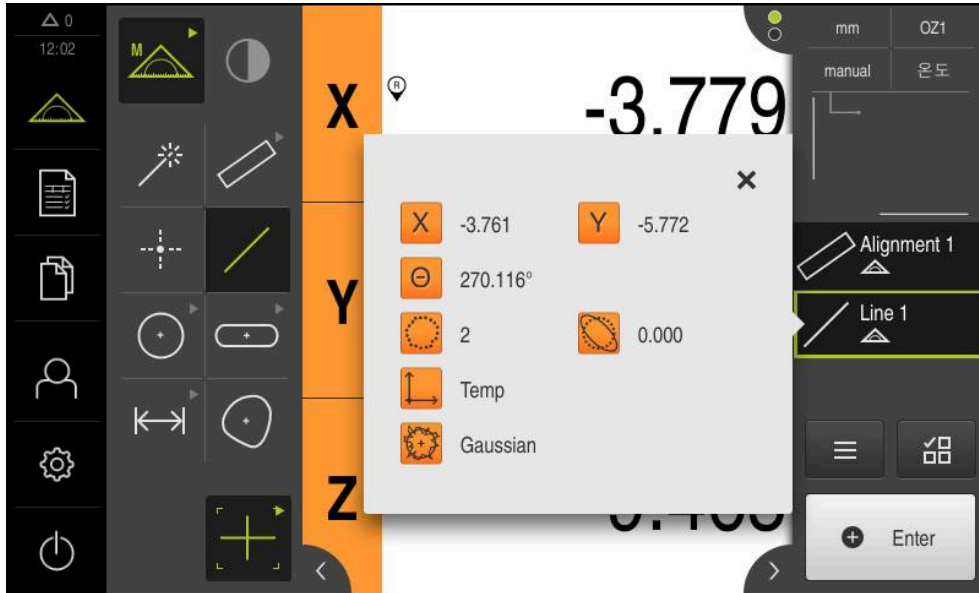 0
12:02
M
X
R
-3.779
mm
OZ1
manual
온도
X
-3.761
Y
-5.772
Θ
270.116°
2
0.000
Temp
Gaussian
Y
Z
Alignment 1
Line 1
Enter